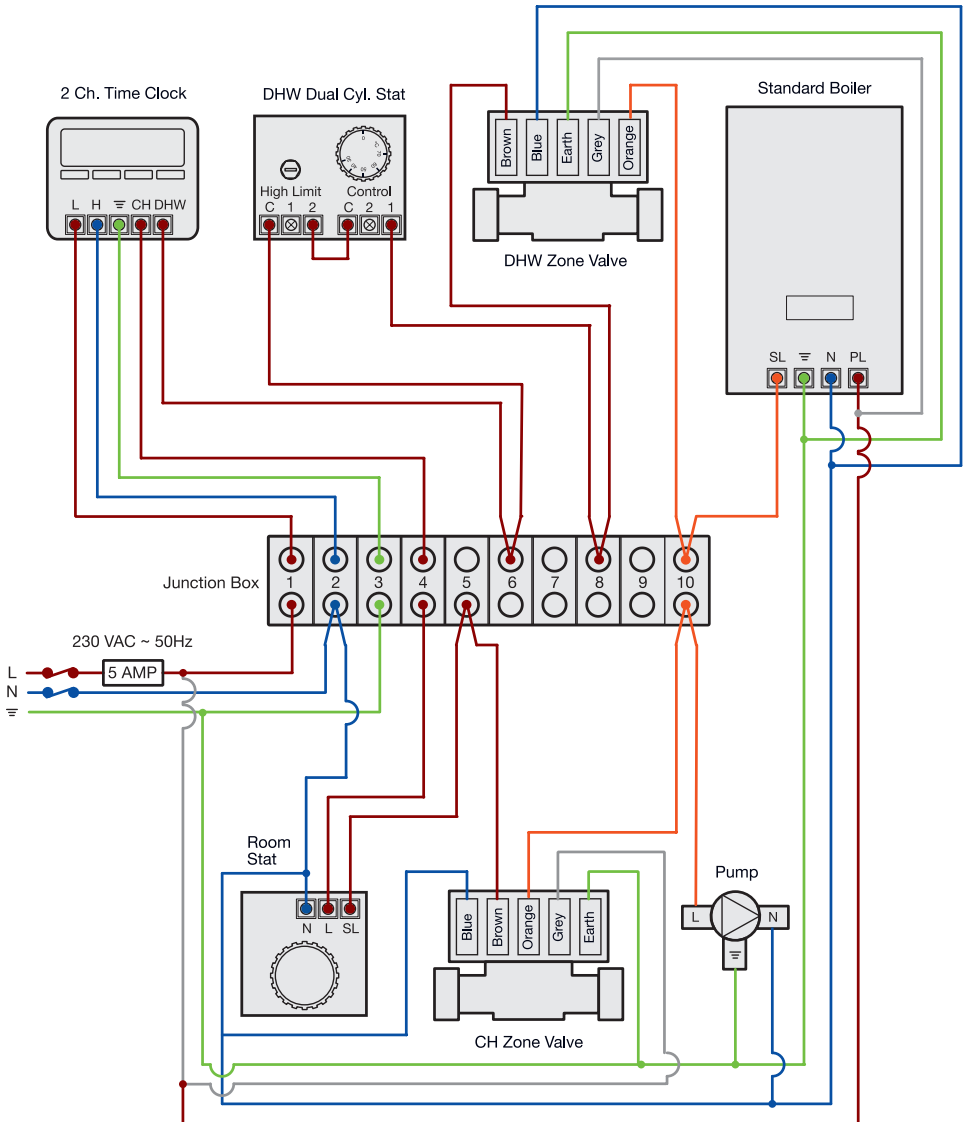 2 Ch. Time Clock
L H CH DHW
DHW Dual Cyl. Stat
High Limit Control
C 1 2 C 2 1
Brown Blue Earth Grey Orange
DHW Zone Valve
Standard Boiler
SL N PL
Junction Box
1 2 3 4 5 6 7 8 9 10
230 VAC ~ 50Hz
L
5 AMP
N
Room
Stat
N L SL
Blue Brown Orange Grey Earth
CH Zone Valve
Pump
L N